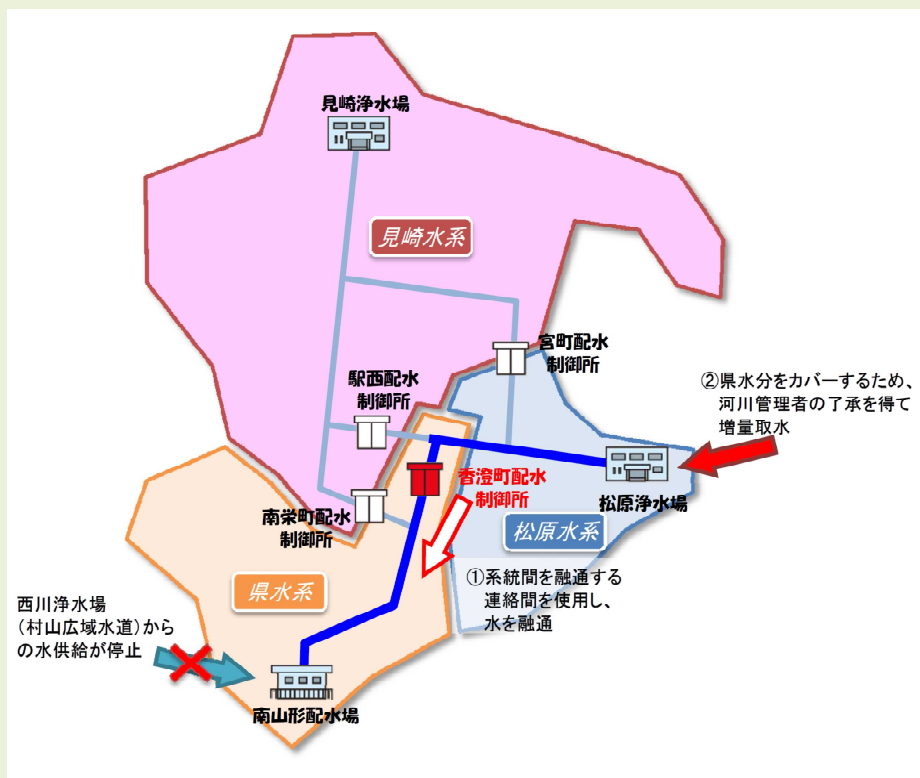 見崎浄水場
見崎水系
宮町配水
制御所
駅西配水
制御所
②県水分をカバーするため、
河川管理者の了承を得て
増量取水
香澄町配水
制御所
松原浄水場
南栄町配水
制御所
松原水系
①系統間を融通する
連絡間を使用し、
水を融通
県水系
西川浄水場
（村山広域水道）から
の水供給が停止
南山形配水場